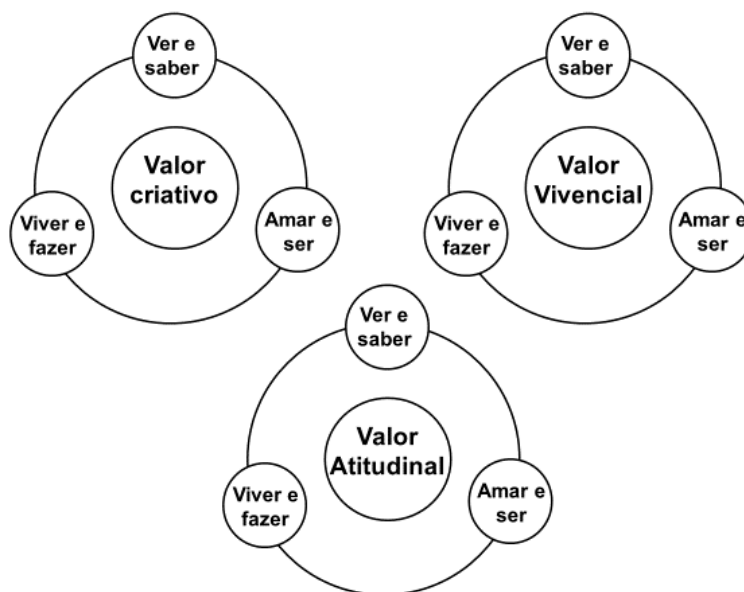 Ver e
saber
Valor
criativo
Viver e
fazer
Amar e
ser
Ver e
saber
Valor
Vivencial
Viver e
fazer
Amar e
ser
Ver e
saber
Valor
Atitudinal
Viver e
fazer
Amar e
ser